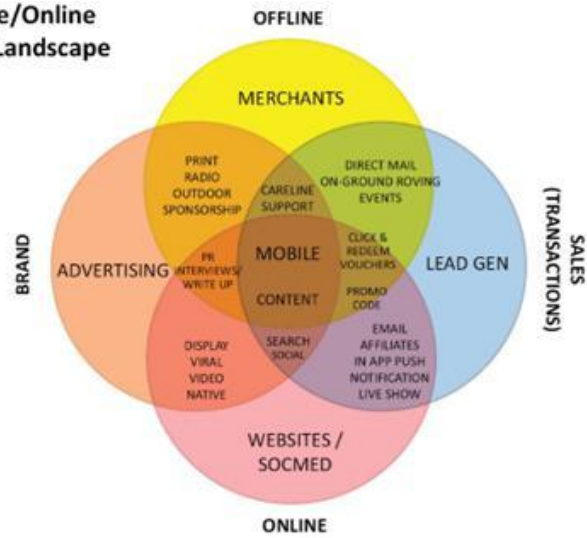 e/Online
Landscape
OFFLINE
MERCHANTS
PRINT
RADIO
OUTDOOR
SPONSORSHIP
CARELINE
SUPPORT
DIRECT MAIL
ON-GROUND ROVING
EVENTS
BRAND
ADVERTISING
PR
INTERVIEWS/
WRITE UP
MOBILE
CONTENT
CLICK &
REDEEM
VOUCHERS
PROMO
CODE
LEAD GEN
SALES
(TRANSACTIONS)
DISPLAY
VIRAL
VIDEO
NATIVE
SEARCH
SOCIAL
EMAIL
AFFILIATES
IN APP PUSH
NOTIFICATION
LIVE SHOW
WEBSITES /
SOCMED
ONLINE